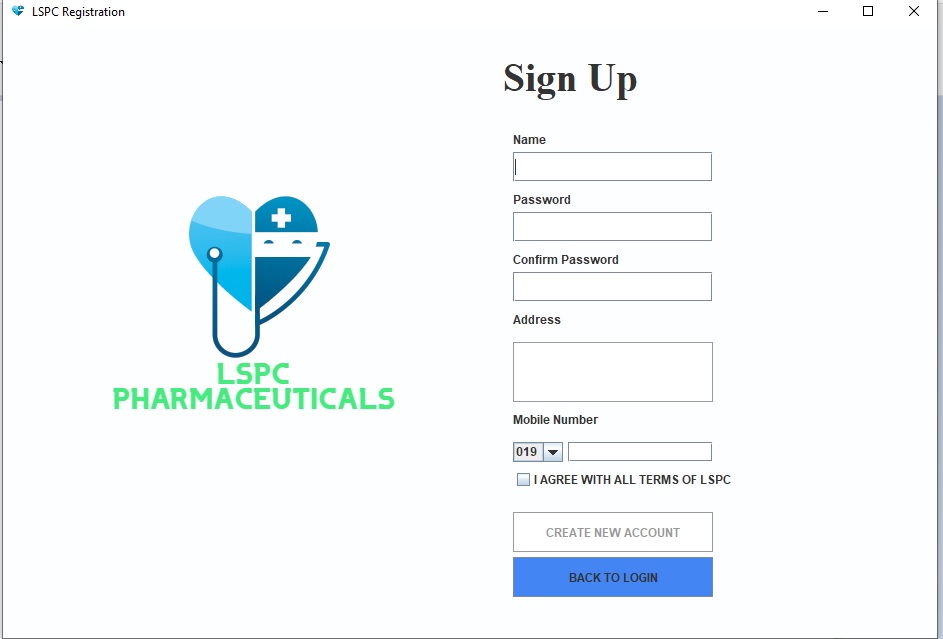 LSPC Registration
Sign Up
Name
Password
Confirm Password
Address
Mobile Number
019
I AGREE WITH ALL TERMS OF LSPC
CREATE NEW ACCOUNT
BACK TO LOGIN
LSPC
PHARMACEUTICALS